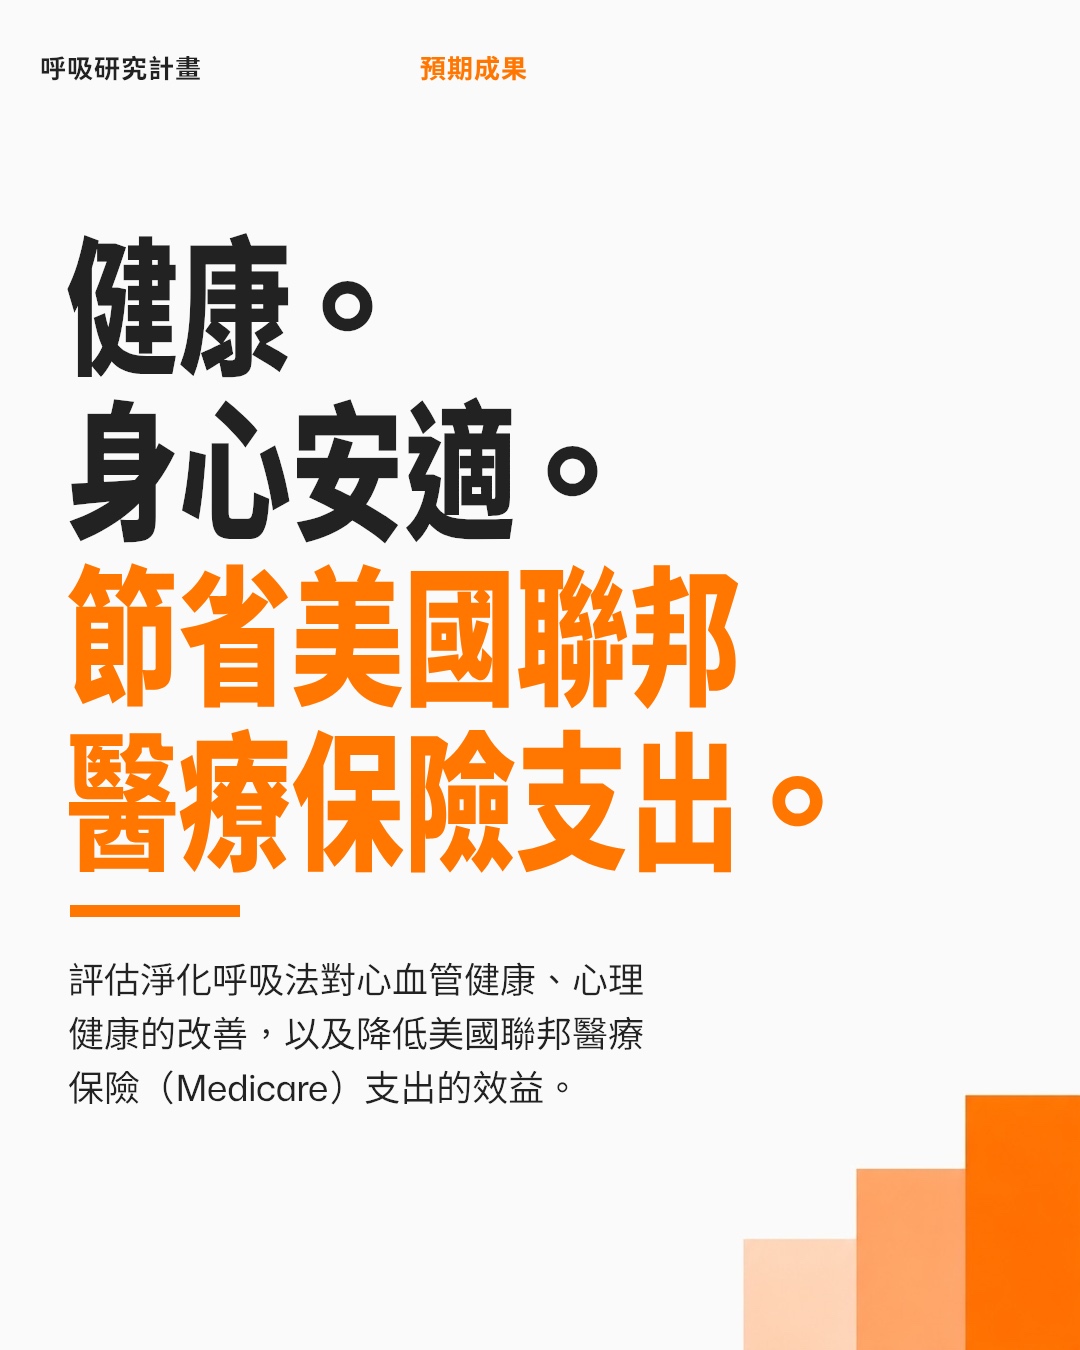 呼吸研究計畫
預期成果
健康。
身心安適。
節省美國聯邦
醫療保險支出。
評估淨化呼吸法對心血管健康、心理
健康的改善，以及降低美國聯邦醫療
保險（Medicare）支出的效益。